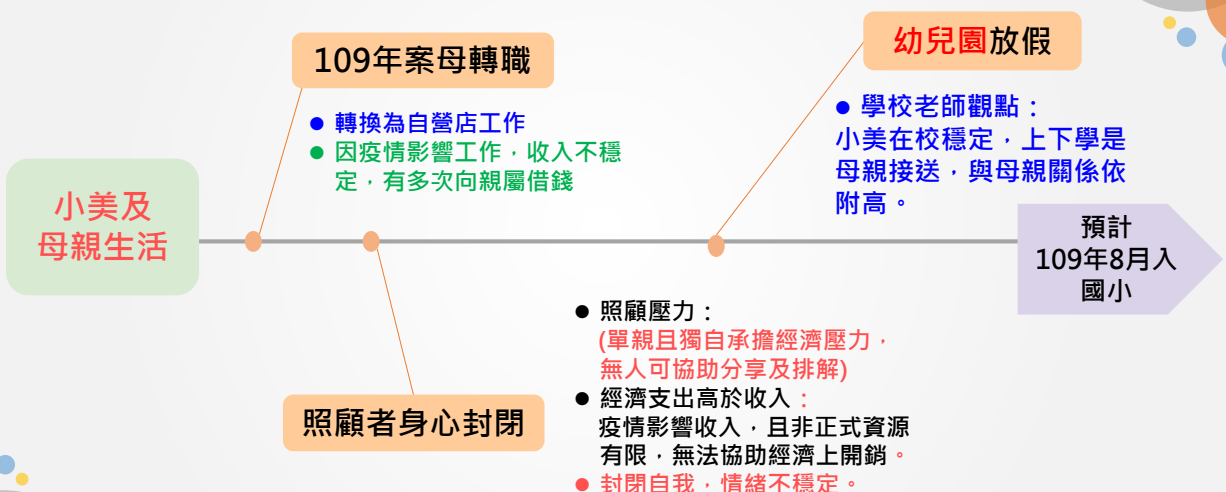 109年案母轉職
● 轉換為自營店工作
● 因疫情影響工作，收入不穩
定，有多次向親屬借錢
幼兒園放假
● 學校老師觀點：
小美在校穩定，上下學是
母親接送，與母親關係依
附高。
小美及
母親生活
預計
109年8月入
國小
照顧者身心封閉
● 照顧壓力：
(單親且獨自承擔經濟壓力，
無人可協助分享及排解)
● 經濟支出高於收入：
疫情影響收入，且非正式資源
有限，無法協助經濟上開銷。
● 封閉自我，情緒不穩定。